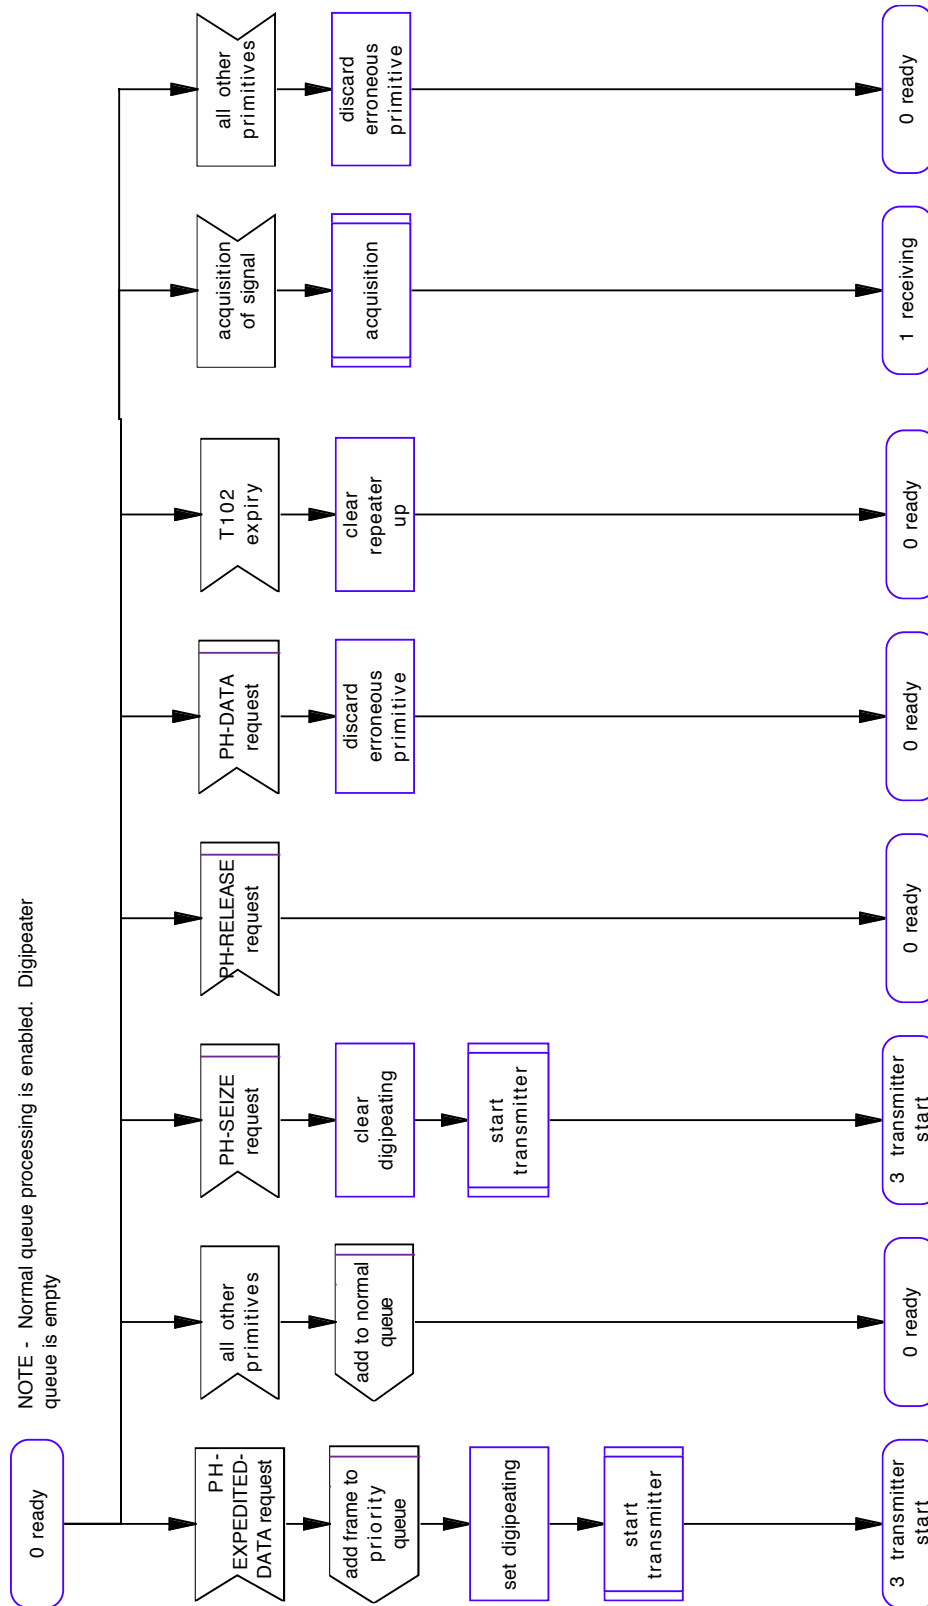 0 ready
NOTE - Normal queue processing is enabled. Digipeater
queue is empty
PH-
EXPEDITED-
DATA request
add frame to
priority
queue
set digipeating
start
transmitter
3 transmitter
start
all other
primitives
add to normal
queue
0 ready
PH-SEIZE
request
clear
digipeating
start
transmitter
3 transmitter
start
PH-RELEASE
request
0 ready
PH-DATA
request
discard
erroneous
primitive
0 ready
T102
expiry
clear
repeater
up
0 ready
acquisition
of signal
acquisition
1 receiving
all other
primitives
discard
erroneous
primitive
0 ready